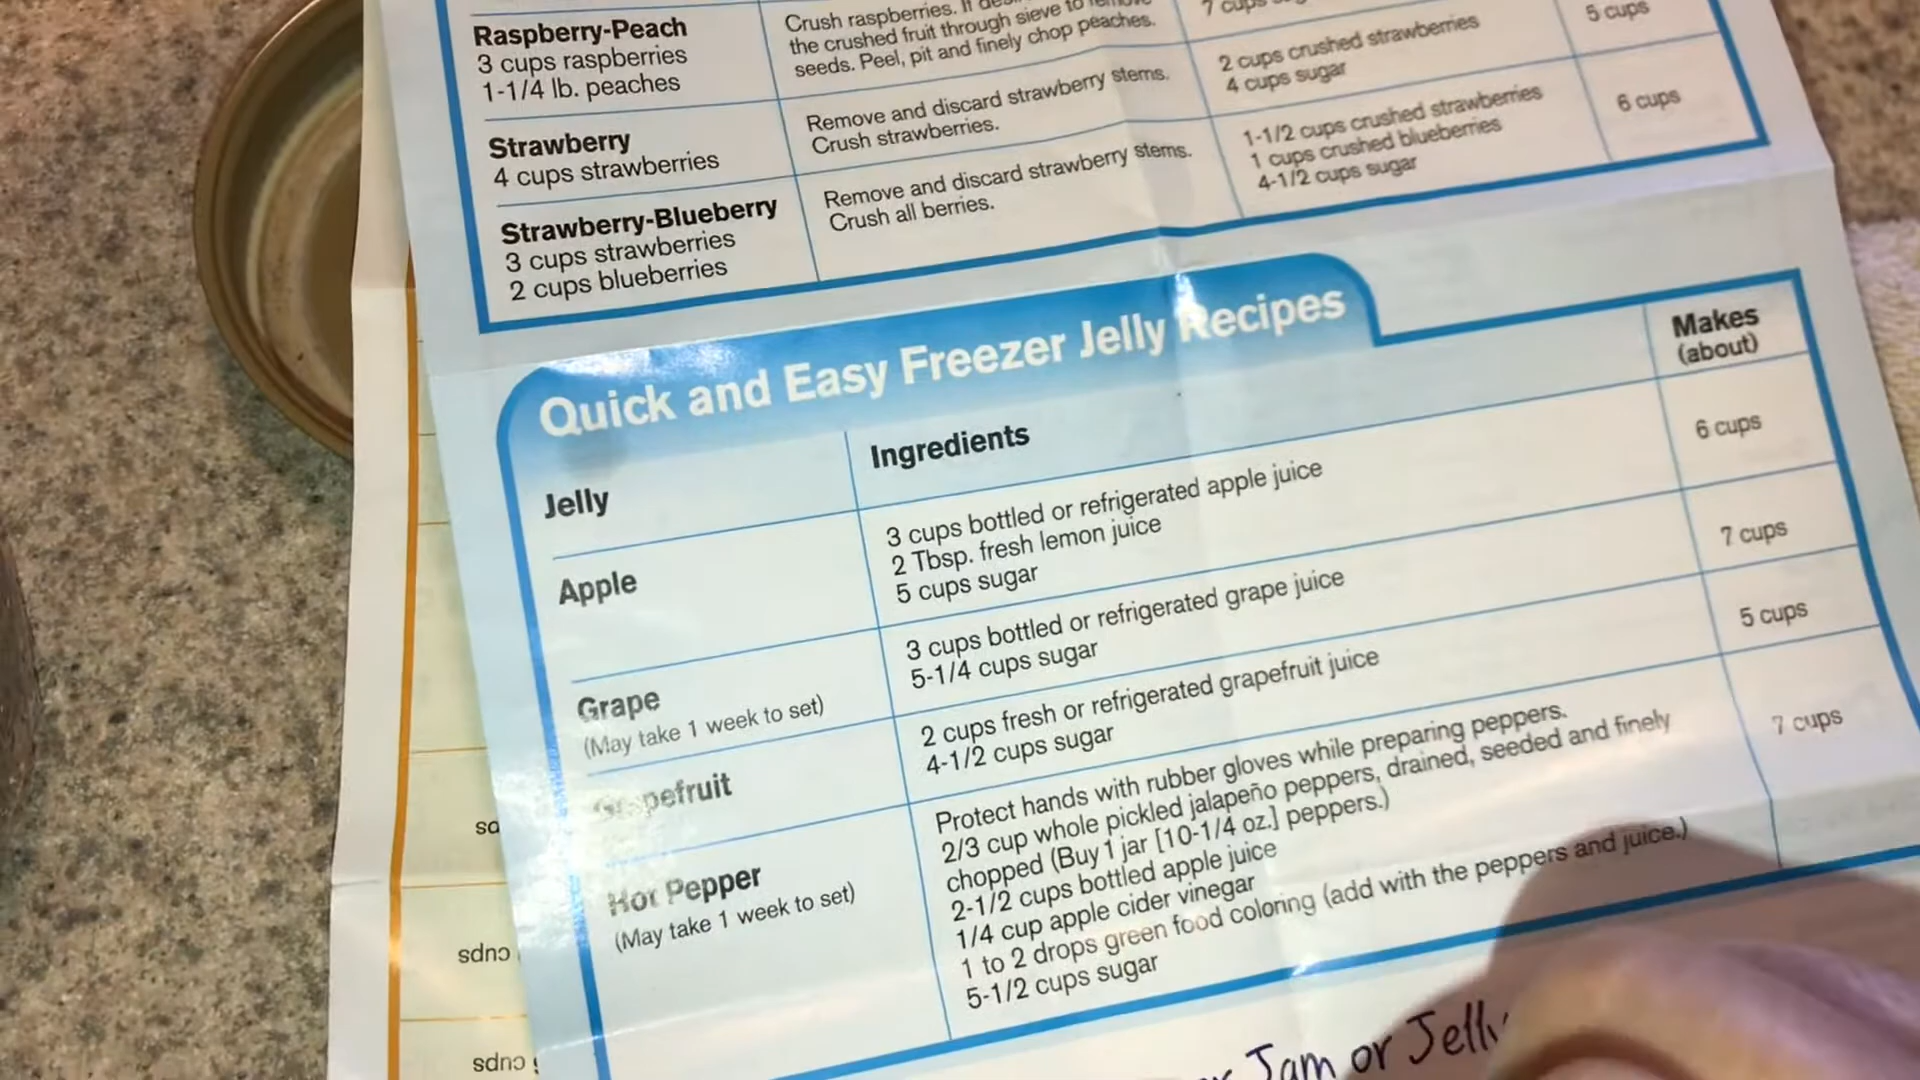 Raspberry-Peach
3 cups raspberries
1-1/4 lb. peaches
Crush raspberries. If
the crushed fruit through sieve to remove
seeds. Peel, pit and finely chop peaches.
7 cups
Strawberry
4 cups strawberries
Remove and discard strawberry stems.
Crush strawberries.
2 cups crushed strawberries
4 cups sugar
5 cups
Strawberry-Blueberry
3 cups strawberries
2 cups blueberries
Remove and discard strawberry stems.
Crush all berries.
1-1/2 cups crushed strawberries
1 cups crushed blueberries
4-1/2 cups sugar
6 cups
Quick and Easy Freezer Jelly Recipes
Jelly
Ingredients
Makes
(about)
Apple
3 cups bottled or refrigerated apple juice
2 Tbsp. fresh lemon juice
5 cups sugar
6 cups
Grape
(May take 1 week to set)
3 cups bottled or refrigerated grape juice
5-1/4 cups sugar
7 cups
Grapefruit
2 cups fresh or refrigerated grapefruit juice
4-1/2 cups sugar
5 cups
Hot Pepper
(May take 1 week to set)
Protect hands with rubber gloves while preparing peppers.
2/3 cup whole pickled jalapeño peppers, drained, seeded and finely
chopped (Buy 1 jar [10-1/4 oz.] peppers.)
2-1/2 cups bottled apple juice
1/4 cup apple cider vinegar
1 to 2 drops green food coloring (add with the peppers and juice.)
5-1/2 cups sugar
7 cups
Jam or Jelly
cups
cups